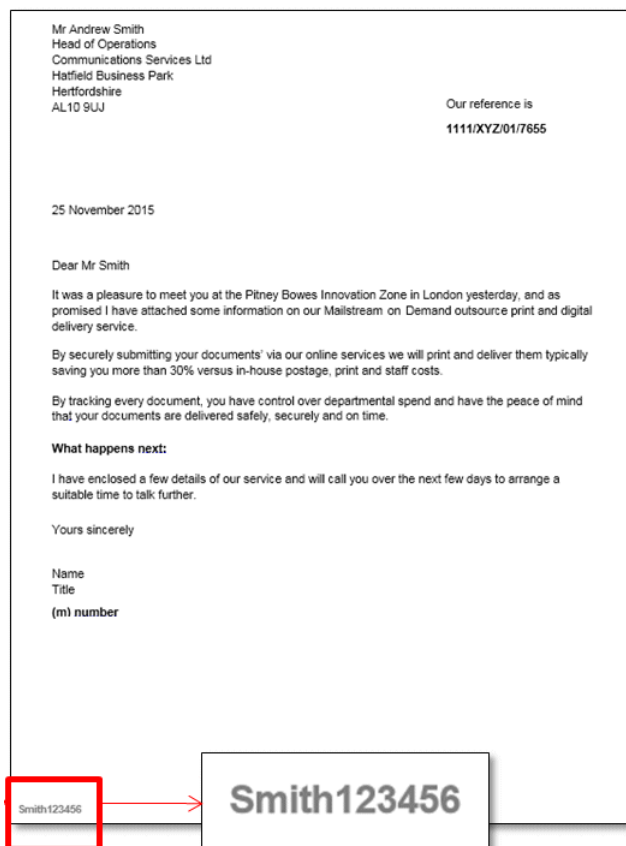 Mr Andrew Smith
Head of Operations
Communications Services Ltd
Hatfield Business Park
Hertfordshire
AL10 9UJ
Our reference is
1111/XYZ/01/7655
25 November 2015
Dear Mr Smith
It was a pleasure to meet you at the Pitney Bowes Innovation Zone in London yesterday, and as
promised I have attached some information on our Mailstream on Demand outsource print and digital
delivery service.
By securely submitting your documents' via our online services we will print and deliver them typically
saving you more than 30% versus in-house postage, print and staff costs.
By tracking every document, you have control over departmental spend and have the peace of mind
that your documents are delivered safely, securely and on time.
What happens next:
I have enclosed a few details of our service and will call you over the next few days to arrange a
suitable time to talk further.
Yours sincerely
Name
Title
(m) number
Smith123456
Smith123456